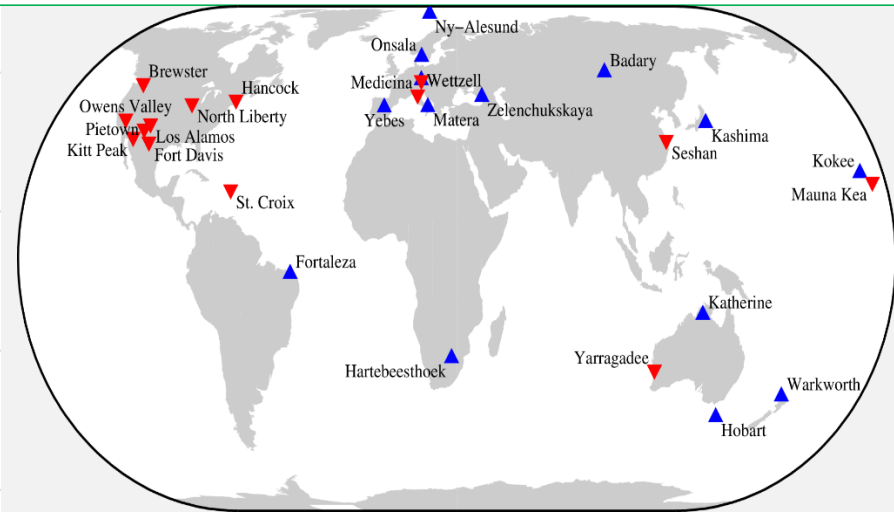 Ny−Alesund
Onsala
Badary
Brewster
Medicina
Wettzell
Hancock
Owens Valley
North Liberty
Zelenchukskaya
Yebes
Matera
Pietown
Los Alamos
Kashima
Kitt Peak
Fort Davis
Seshan
Kokee
Mauna Kea
St. Croix
Fortaleza
Katherine
Yarragadee
Hartebeesthoek
Warkworth
Hobart